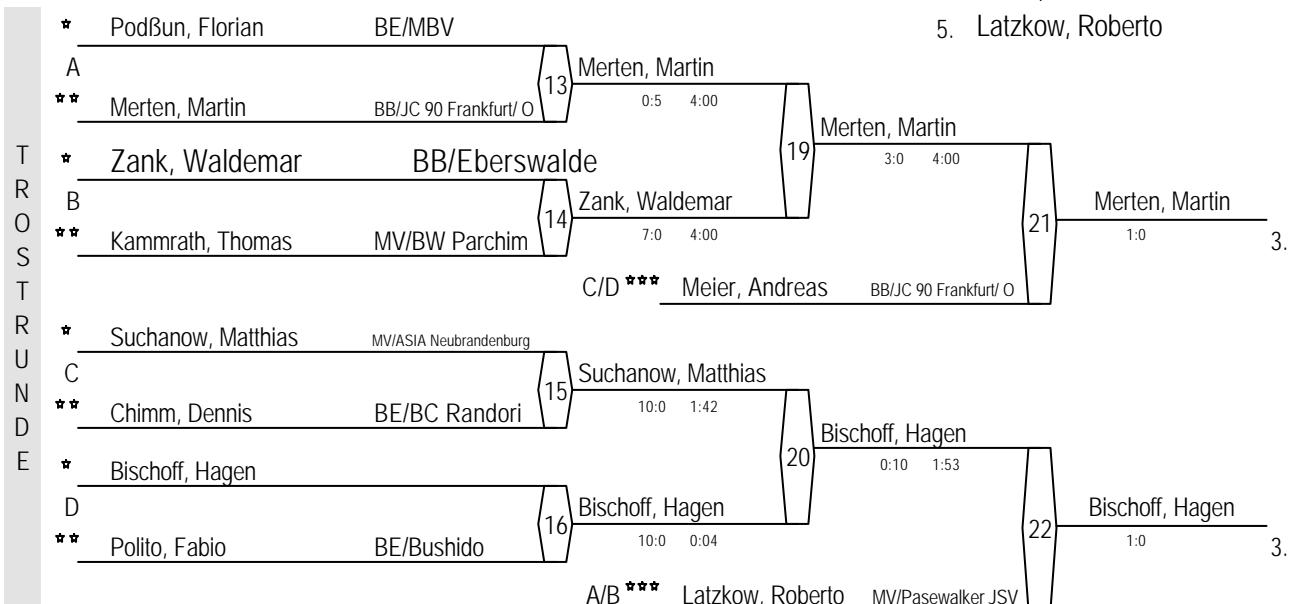 Podßun, Florian BE/MBV
5. Latzkow, Roberto
A
13
Merten, Martin
0:5 4:00
Merten, Martin BB/JC 90 Frankfurt/ O
TROSTRUNDE
Zank, Waldemar BB/Eberswalde
19
Merten, Martin
3:0 4:00
B
14
Zank, Waldemar
7:0 4:00
Kammrath, Thomas MV/BW Parchim
21
Merten, Martin
1:0
3.
C/D *** Meier, Andreas BB/JC 90 Frankfurt/ O
Suchanow, Matthias MV/ASIA Neubrandenburg
C
15
Suchanow, Matthias
10:0 1:42
Chimm, Dennis BE/BC Randori
20
Bischoff, Hagen
0:10 1:53
Bischoff, Hagen
D
16
Bischoff, Hagen
10:0 0:04
Polito, Fabio BE/Bushido
22
Bischoff, Hagen
1:0
3.
A/B *** Latzkow, Roberto MV/Pasewalker JSV